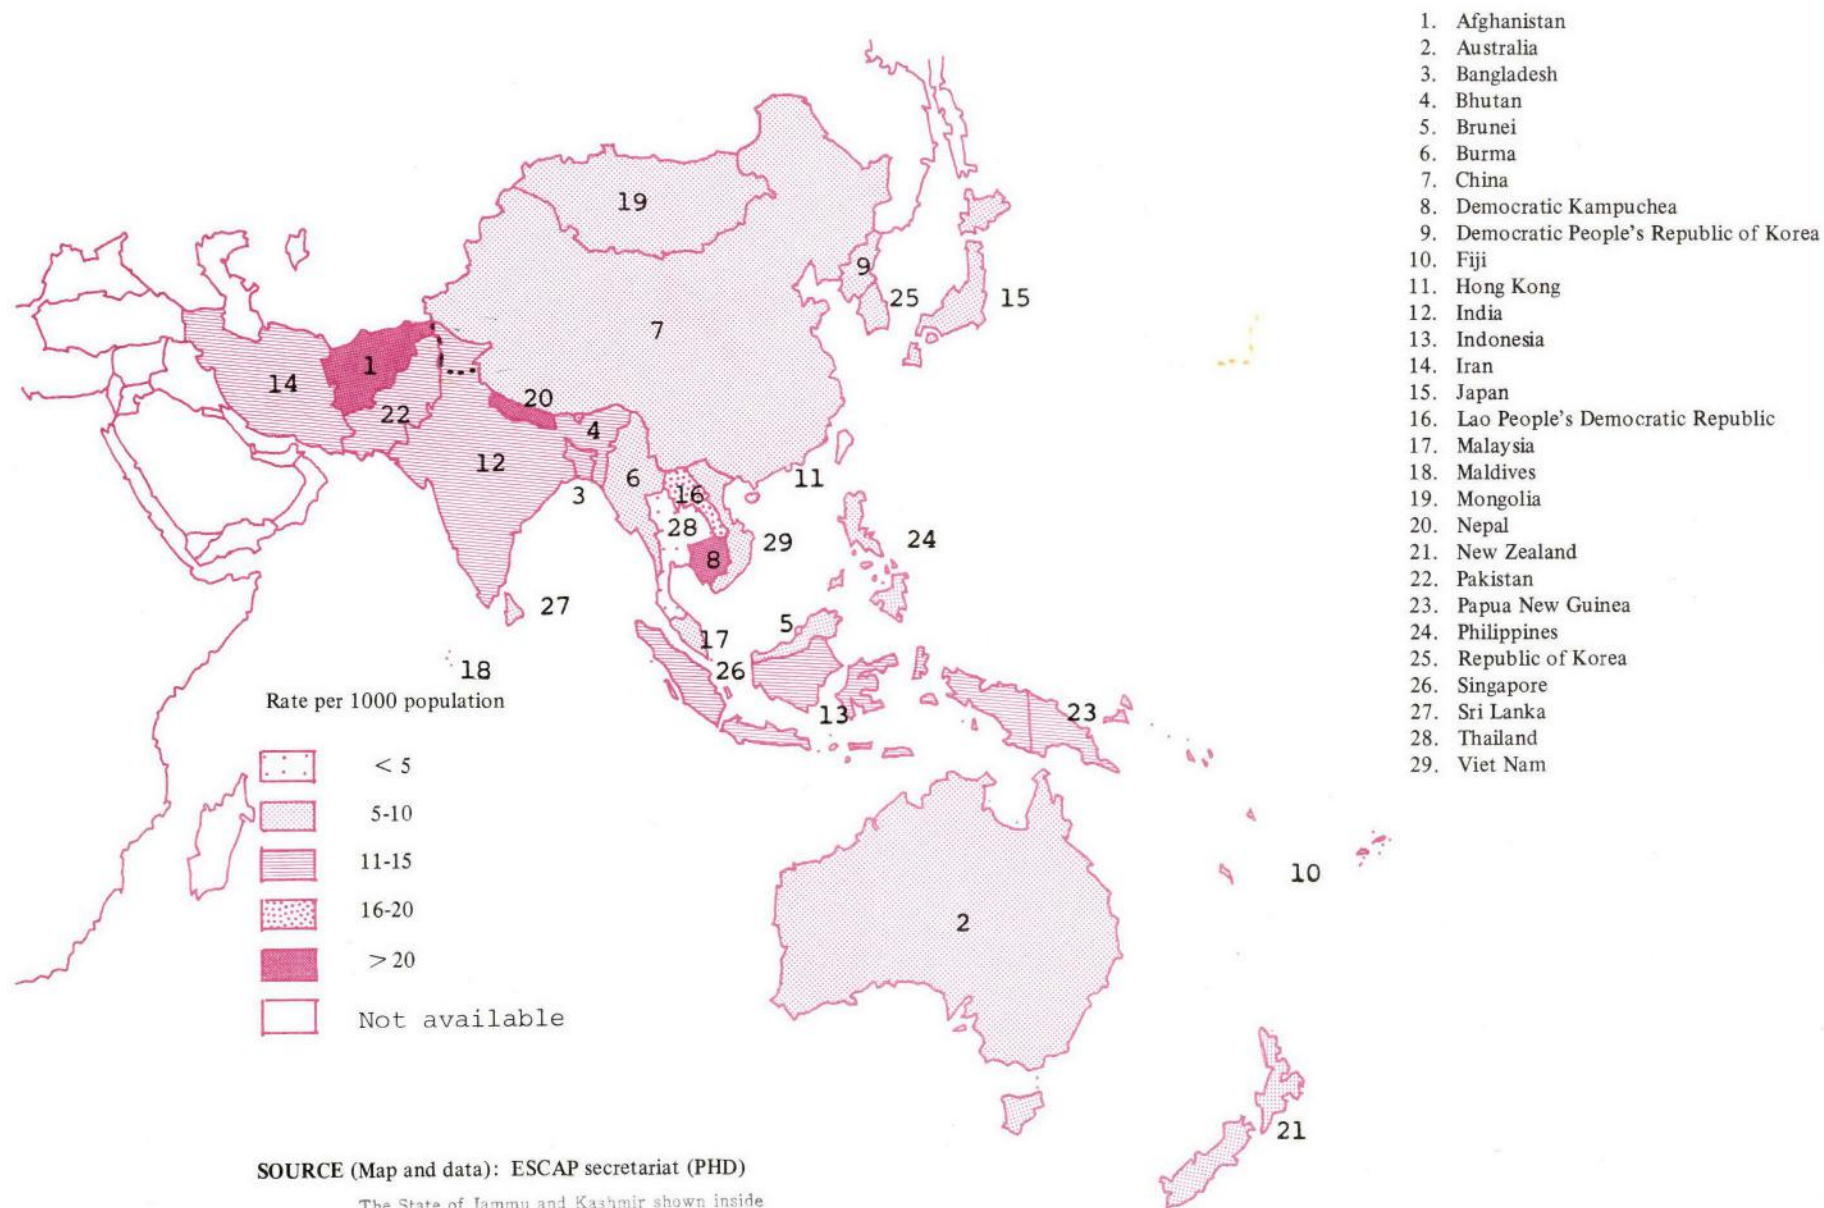 1. Afghanistan
2. Australia
3. Bangladesh
4. Bhutan
5. Brunei
6. Burma
7. China
8. Democratic Kampuchea
9. Democratic People's Republic of Korea
10. Fiji
11. Hong Kong
12. India
13. Indonesia
14. Iran
15. Japan
16. Lao People's Democratic Republic
17. Malaysia
18. Maldives
19. Mongolia
20. Nepal
21. New Zealand
22. Pakistan
23. Papua New Guinea
24. Philippines
25. Republic of Korea
26. Singapore
27. Sri Lanka
28. Thailand
29. Viet Nam
19
9
25
15
7
1
14
20
22
4
12
6
11
3
16
28
29
24
8
27
5
17
18
26
13
23
10
2
21
Rate per 1000 population
< 5
5-10
11-15
16-20
> 20
Not available
SOURCE (Map and data): ESCAP secretariat (PHD)
The State of Jammu and Kashmir shown inside